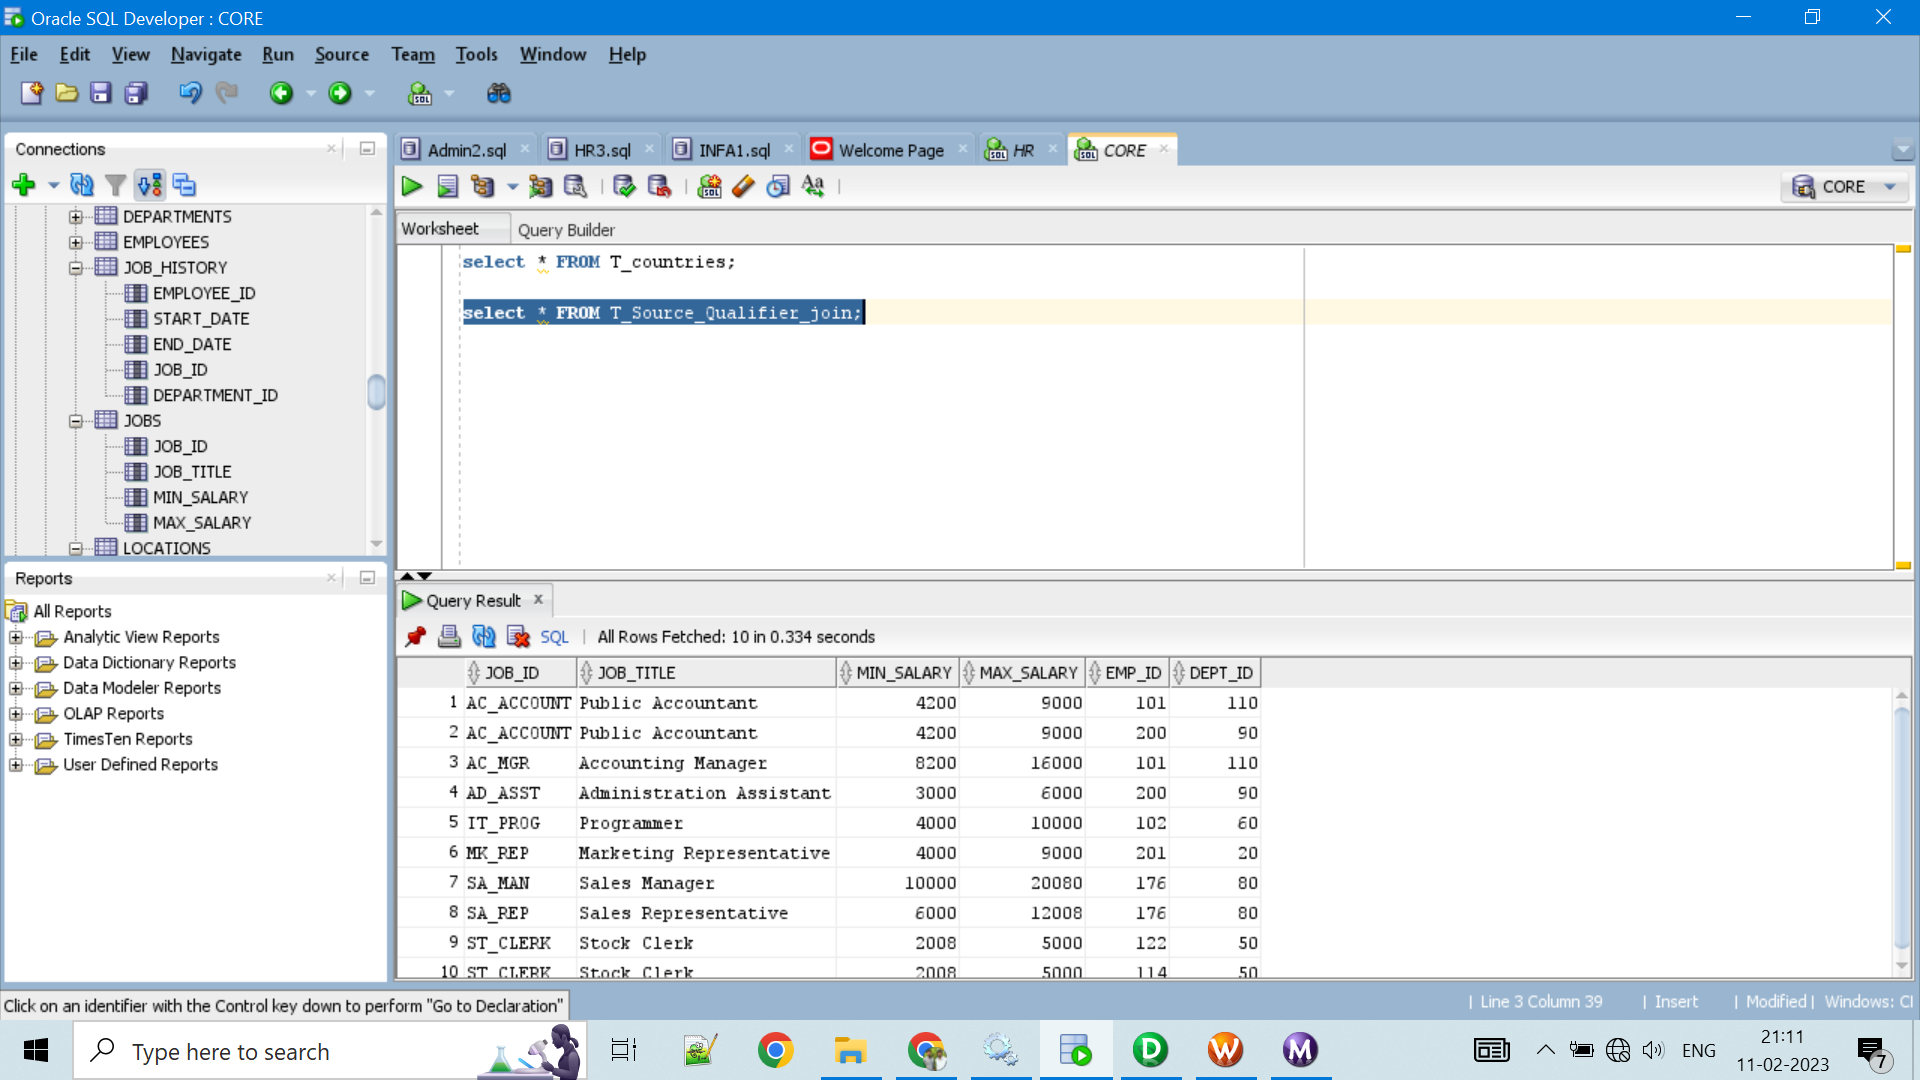 Oracle SQL Developer : CORE
File Edit View Navigate Run Source Team Tools Window Help
Connections
DEPARTMENTS
EMPLOYEES
JOB_HISTORY
EMPLOYEE_ID
START_DATE
END_DATE
JOB_ID
DEPARTMENT_ID
JOBS
JOB_ID
JOB_TITLE
MIN_SALARY
MAX_SALARY
LOCATIONS
Reports
All Reports
Analytic View Reports
Data Dictionary Reports
Data Modeler Reports
OLAP Reports
TimesTen Reports
User Defined Reports
Admin2.sql HR3.sql INFA1.sql Welcome Page HR CORE
CORE
Worksheet Query Builder
select * FROM T_countries;
select * FROM T_Source_Qualifier_join;
Query Result
SQL | All Rows Fetched: 10 in 0.334 seconds
JOB_ID JOB_TITLE MIN_SALARY MAX_SALARY EMP_ID DEPT_ID
1 AC_ACCOUNT Public Accountant 4200 9000 101 110
2 AC_ACCOUNT Public Accountant 4200 9000 200 90
3 AC_MGR Accounting Manager 8200 16000 101 110
4 AD_ASST Administration Assistant 3000 6000 200 90
5 IT_PROG Programmer 4000 10000 102 60
6 MK_REP Marketing Representative 4000 9000 201 20
7 SA_MAN Sales Manager 10000 20080 176 80
8 SA_REP Sales Representative 6000 12008 176 80
9 ST_CLERK Stock Clerk 2008 5000 122 50
10 ST_CLERK Stock Clerk 2008 5000 114 50
Click on an identifier with the Control key down to perform "Go to Declaration"
| Line 3 Column 39 | Insert | Modified | Windows: Cl
Type here to search
ENG
21:11
11-02-2023
7